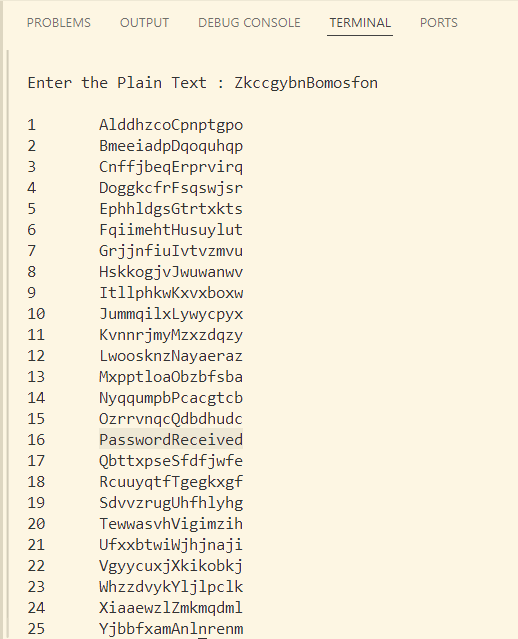 PROBLEMS OUTPUT DEBUG CONSOLE TERMINAL PORTS
Enter the Plain Text : ZkccgybnBomosfon
1 AlddhzcoCpnptgpo
2 BmeeiadpDqoquhqp
3 CnffjbeqErprvirq
4 DoggkcfrFsqswjsr
5 EphhldgsGtrtxkts
6 FqiimehtHusuylut
7 GrjjnfiuIvtvzmvu
8 HskkogjvJwuwanwv
9 ItllphkwKxvxboxw
10 JummqilxLywycpyx
11 KvnnrjmyMzxzdqzy
12 LwoosknzNayaeraz
13 MxpptloaObzbfsba
14 NyqqumpbPcacgtcb
15 OzrrvnqcQdbdhudc
16 PasswordReceived
17 QbttxpseSfdfjwfe
18 RcuuyqtfTgegkxgf
19 SdvvzrugUhfhlyhg
20 TewwasvhVigimzih
21 UfxxbtwiWjhjnaji
22 VgyycuxjXkikobkj
23 WhzzdvykYljlpclk
24 XiaaewzlZmkmqdml
25 YjbbfxamAnlnrenm